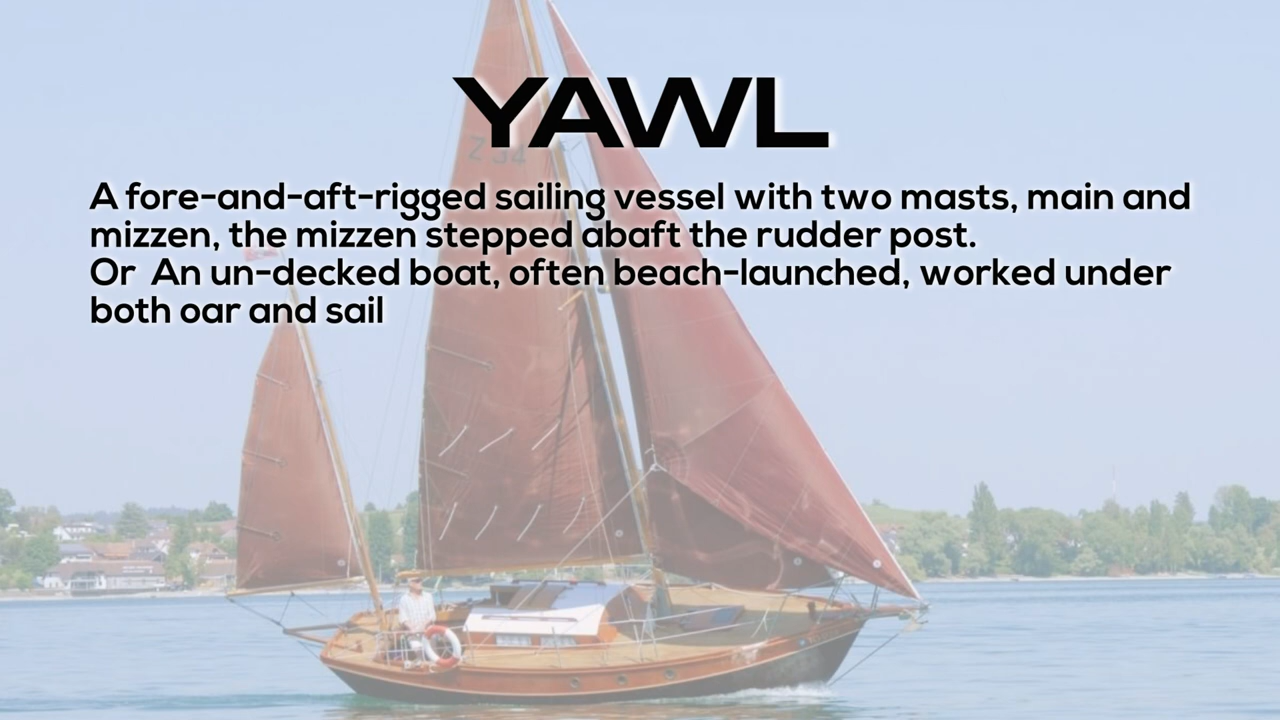 YAWL
Z 34
A fore-and-aft-rigged sailing vessel with two masts, main and
mizzen, the mizzen stepped abaft the rudder post.
Or  An un-decked boat, often beach-launched, worked under
both oar and sail